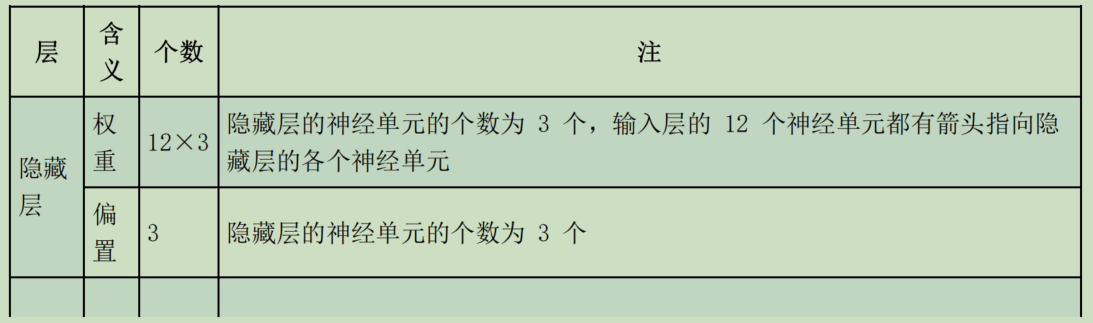 层 含义 个数 注
隐藏层 权重 12×3 隐藏层的神经单元的个数为 3 个，输入层的 12 个神经单元都有箭头指向隐
藏层的各个神经单元
偏置 3 隐藏层的神经单元的个数为 3 个